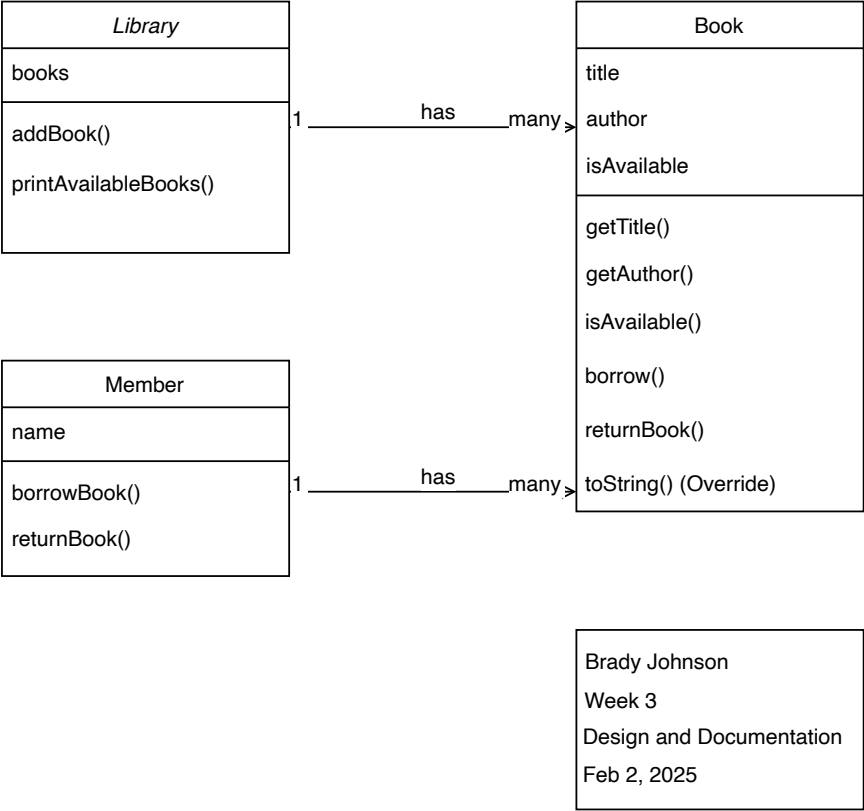 Library
books
addBook()
printAvailableBooks()
1
has
many
Book
title
author
isAvailable
getTitle()
getAuthor()
isAvailable()
borrow()
returnBook()
toString() (Override)
Member
name
borrowBook()
returnBook()
1
has
many
Brady Johnson
Week 3
Design and Documentation
Feb 2, 2025